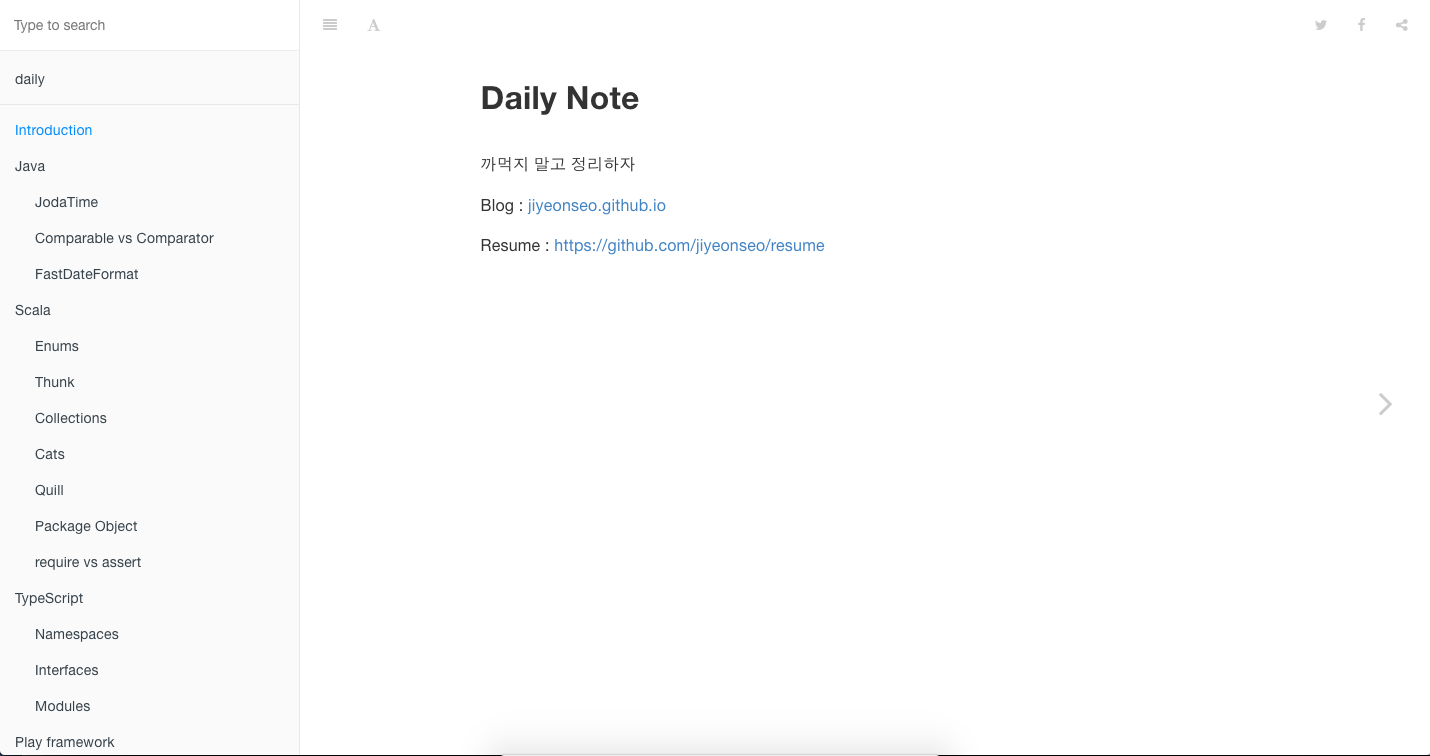 Type to search
daily
Introduction
Java
JodaTime
Comparable vs Comparator
FastDateFormat
Scala
Enums
Thunk
Collections
Cats
Quill
Package Object
require vs assert
TypeScript
Namespaces
Interfaces
Modules
Play framework
A
Daily Note
까먹지 말고 정리하자
Blog : jiyeonseo.github.io
Resume : https://github.com/jiyeonseo/resume